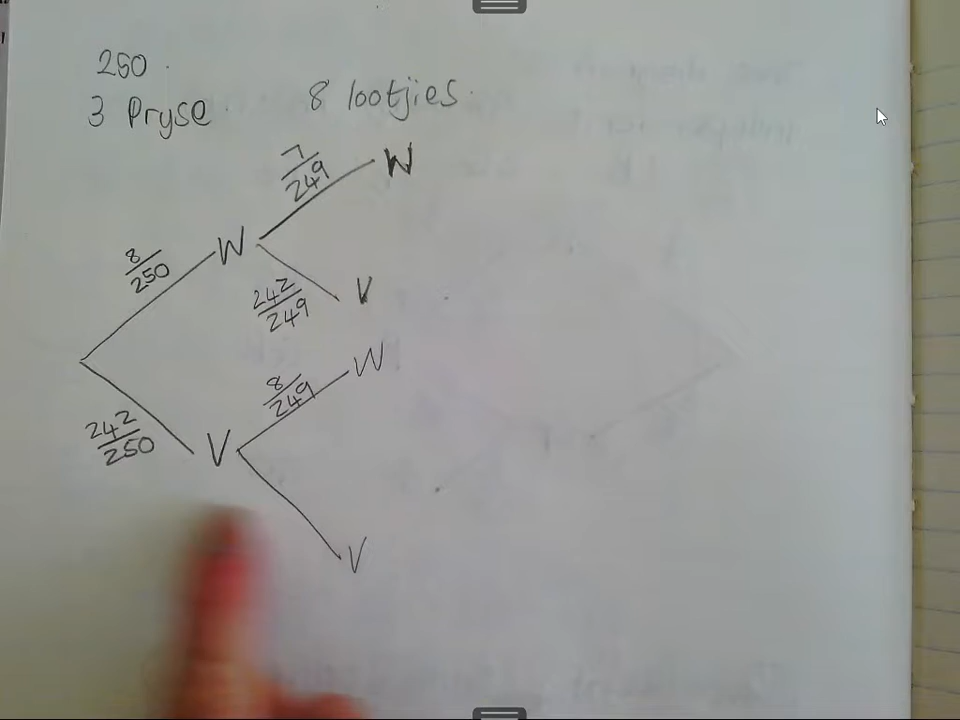 250
3 Pryse
8 lootjies
7/249
W
8/250
W
242/249
V
8/249
W
242/250
V
V